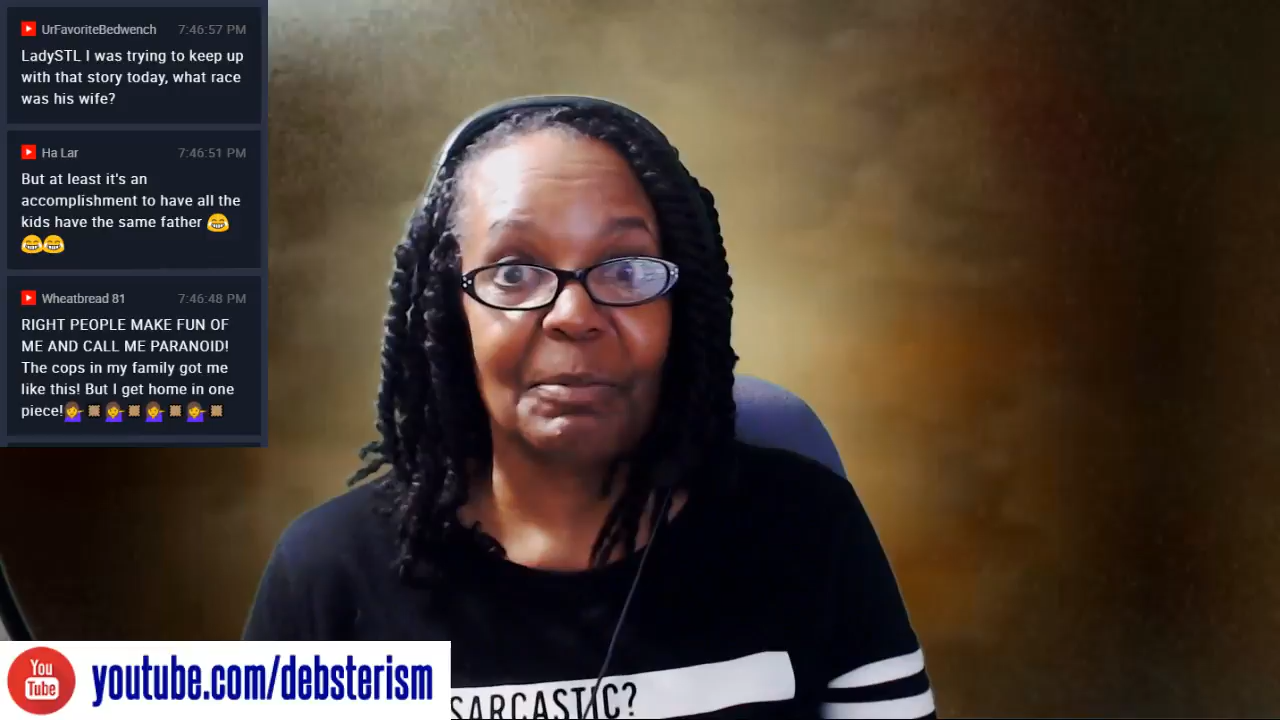 UrFavoriteBedwench 7:46:57 PM
LadySTL I was trying to keep up
with that story today, what race
was his wife?
Ha Lar 7:46:51 PM
But at least it's an
accomplishment to have all the
kids have the same father 😂
😂😂
Wheatbread 81 7:46:48 PM
RIGHT PEOPLE MAKE FUN OF
ME AND CALL ME PARANOID!
The cops in my family got me
like this! But I get home in one
piece!💁🏽💁🏽💁🏽💁🏽
You
Tube
youtube.com/debsterism
SARCASTIC?